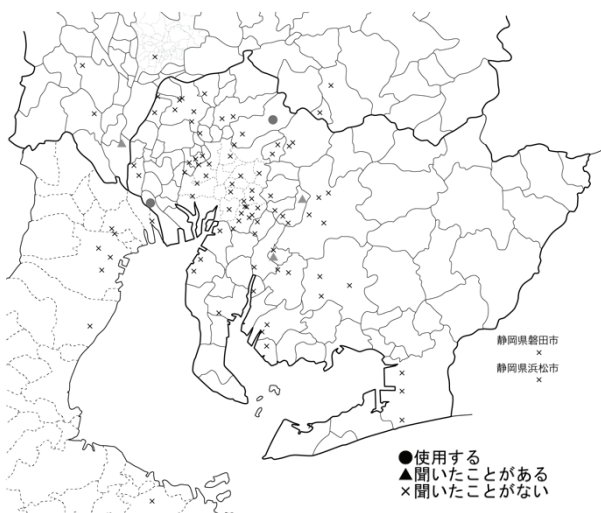 静岡県磐田市
×
静岡県浜松市
×
●使用する
▲聞いたことがある
×聞いたことがない